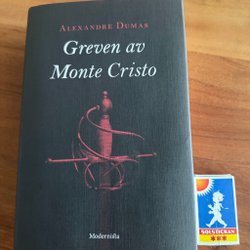 ALEXANDRE DUMAS
Greven av
Monte Cristo
Modernista
SOLSTICKAN